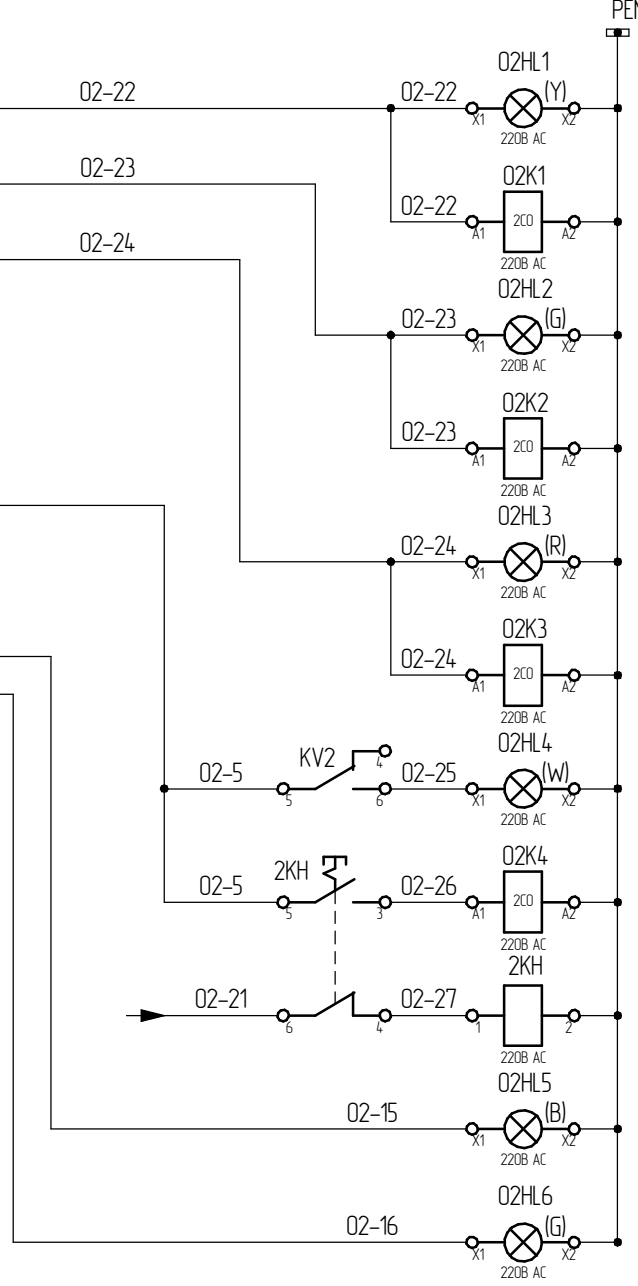 PEN
02HL1
02-22
02-22
(Y)
X1
X2
220В AC
02-23
02K1
02-22
2CO
A1
A2
220В AC
02-24
02HL2
02-23
(G)
X1
X2
220В AC
02K2
02-23
2CO
A1
A2
220В AC
02HL3
02-24
(R)
X1
X2
220В AC
02K3
02-24
2CO
A1
A2
220В AC
02HL4
KV2
4
02-5
02-25
(W)
5
6
X1
X2
220В AC
02K4
2KH
02-5
02-26
2CO
5
3
A1
A2
220В AC
2KH
02-21
02-27
6
4
1
2
220В AC
02HL5
02-15
(B)
X1
X2
220В AC
02HL6
02-16
(G)
X1
X2
220В AC